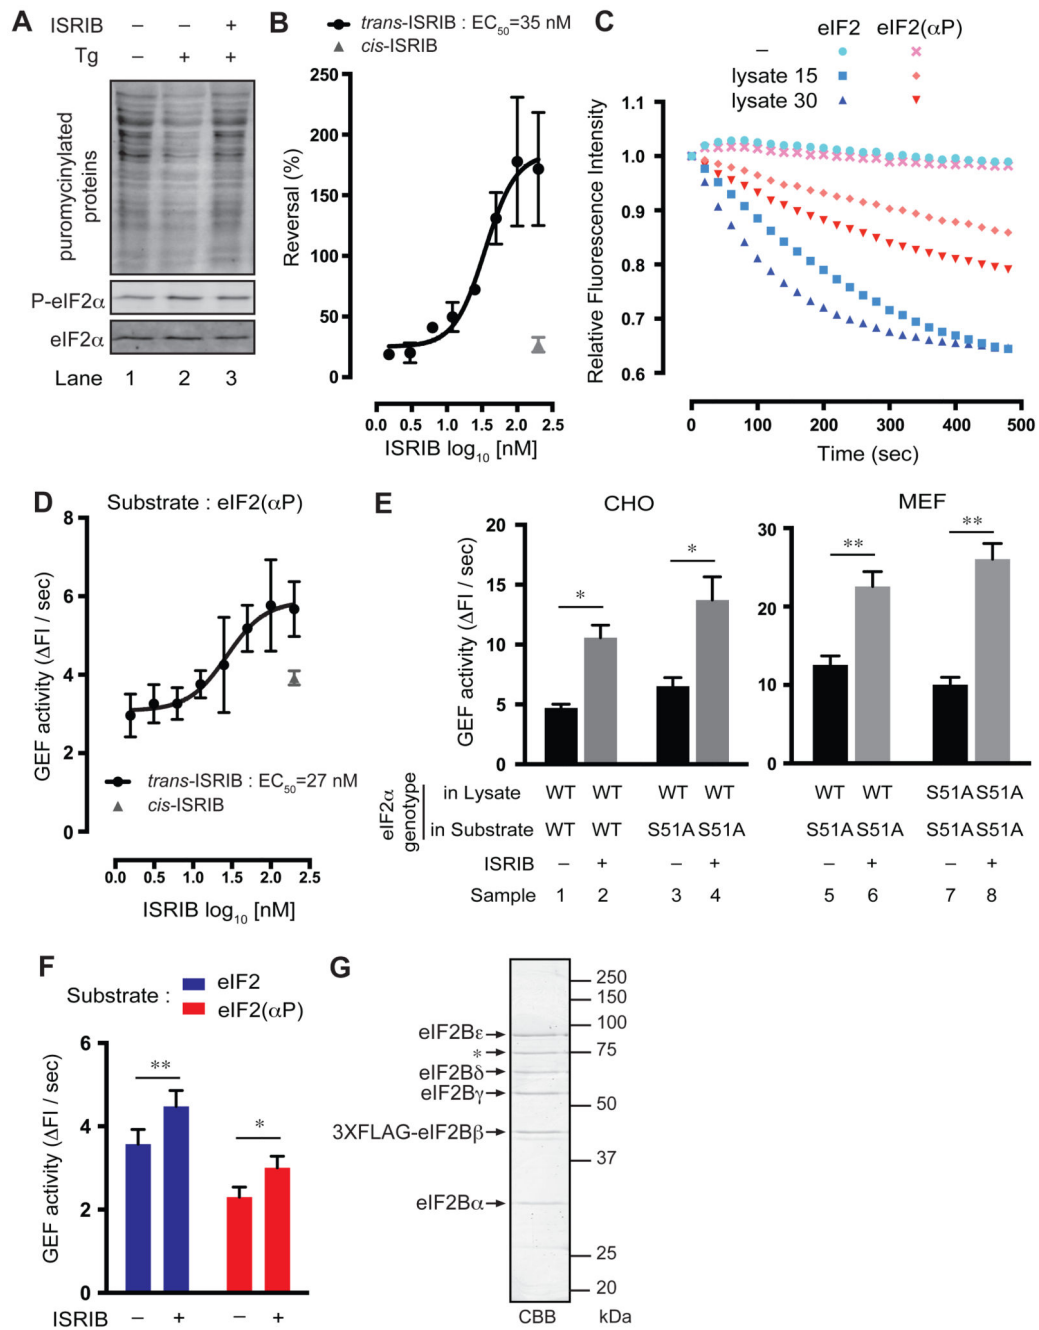 A
ISRIB − − +
Tg − + +
puromycinylated
proteins
P-eIF2α
eIF2α
Lane 1 2 3
B
trans-ISRIB : EC50=35 nM
cis-ISRIB
250
200
150
100
50
0
Reversal (%)
0.0 0.5 1.0 1.5 2.0 2.5
ISRIB log10 [nM]
C
eIF2 eIF2(αP)
−
lysate 15
lysate 30
1.1
1.0
0.9
0.8
0.7
0.6
Relative Fluorescence Intensity
0 100 200 300 400 500
Time (sec)
D
Substrate : eIF2(αP)
8
6
4
2
0
GEF activity (ΔFI / sec)
trans-ISRIB : EC50=27 nM
cis-ISRIB
0.0 0.5 1.0 1.5 2.0 2.5
ISRIB log10 [nM]
E
CHO
20
15
10
5
0
GEF activity (ΔFI / sec)
* *
MEF
30
20
10
0
** **
eIF2α
genotype
in Lysate WT WT WT WT WT WT S51A S51A
in Substrate WT WT S51A S51A S51A S51A S51A S51A
ISRIB − + − + − + − +
Sample 1 2 3 4 5 6 7 8
F
Substrate :
eIF2
eIF2(αP)
6
4
2
0
GEF activity (ΔFI / sec)
** *
ISRIB − + − +
G
eIF2Bε
*
eIF2Bδ
eIF2Bγ
3XFLAG-eIF2Bβ
eIF2Bα
250
150
100
75
50
37
25
20
CBB kDa